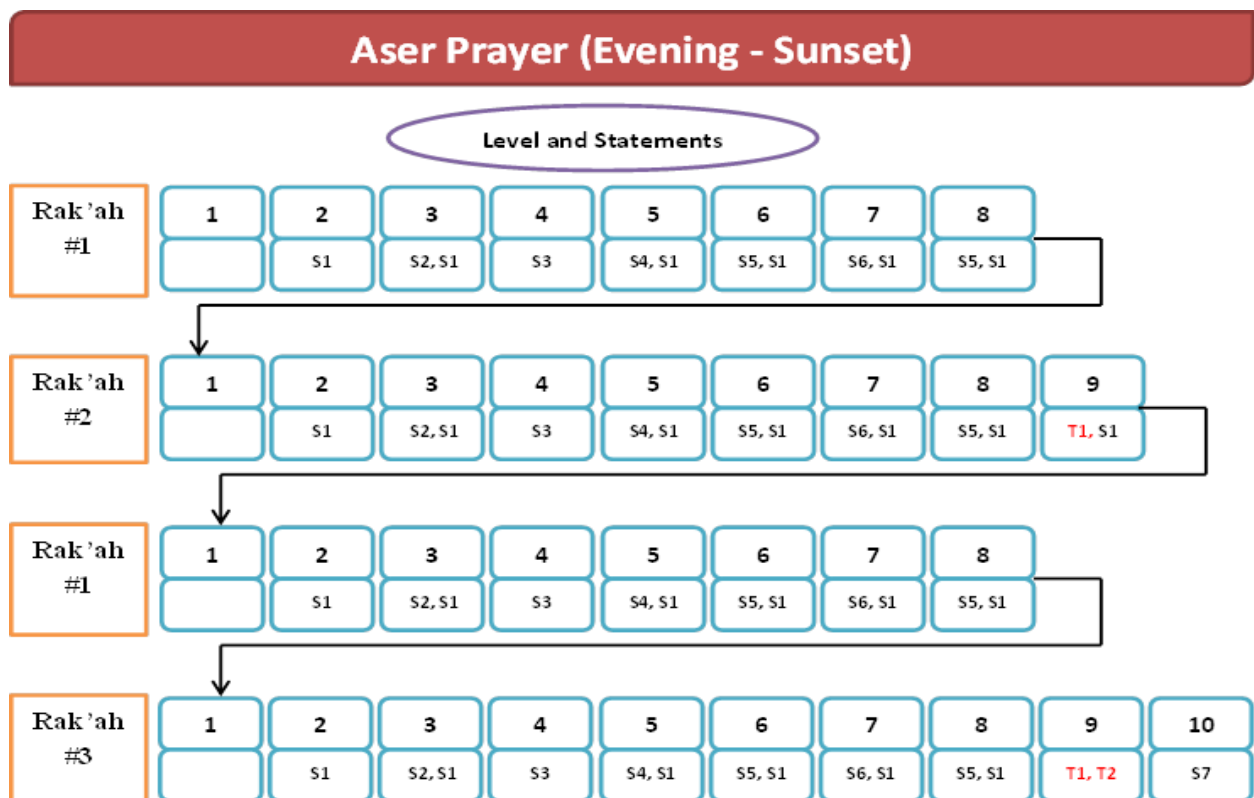 Aser Prayer (Evening - Sunset)
Level and Statements
Rak'ah #1
1 2 3 4 5 6 7 8
S1 S2, S1 S3 S4, S1 S5, S1 S6, S1 S5, S1
Rak'ah #2
1 2 3 4 5 6 7 8 9
S1 S2, S1 S3 S4, S1 S5, S1 S6, S1 S5, S1 T1, S1
Rak'ah #1
1 2 3 4 5 6 7 8
S1 S2, S1 S3 S4, S1 S5, S1 S6, S1 S5, S1
Rak'ah #3
1 2 3 4 5 6 7 8 9 10
S1 S2, S1 S3 S4, S1 S5, S1 S6, S1 S5, S1 T1, T2 S7